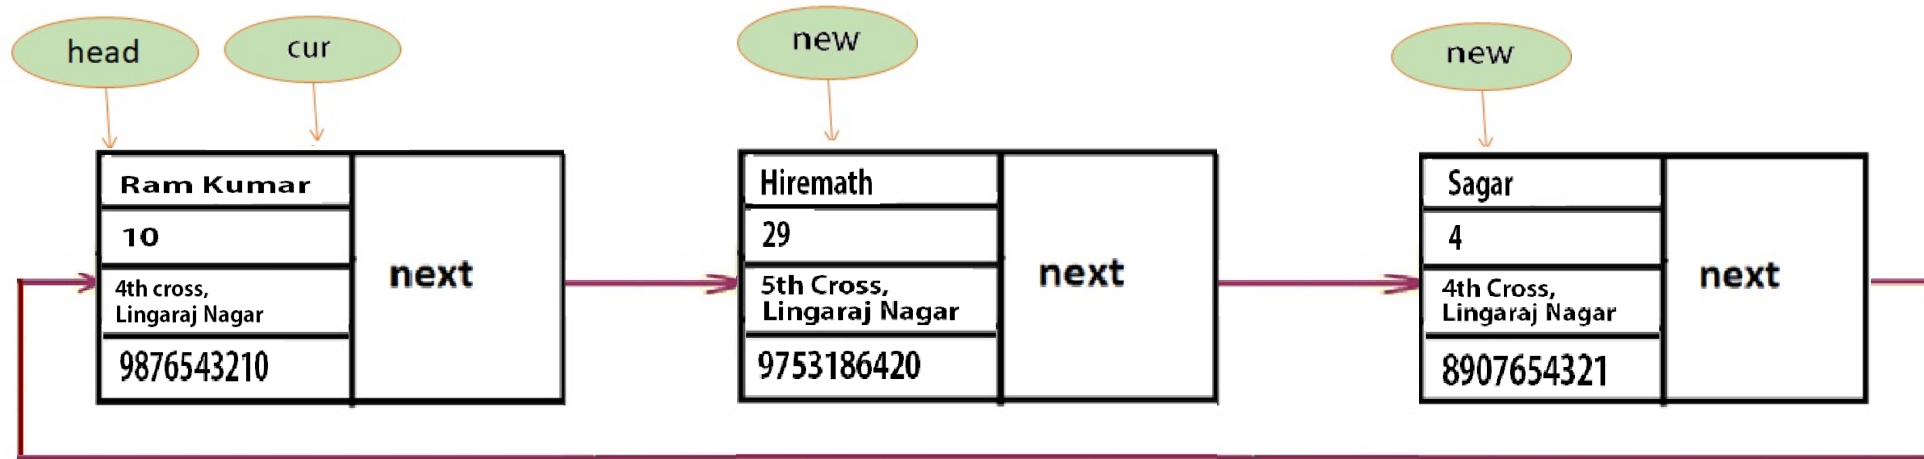 head
cur
new
new
Ram Kumar
10
4th cross,
Lingaraj Nagar
9876543210
next
Hiremath
29
5th Cross,
Lingaraj Nagar
9753186420
next
Sagar
4
4th Cross,
Lingaraj Nagar
8907654321
next